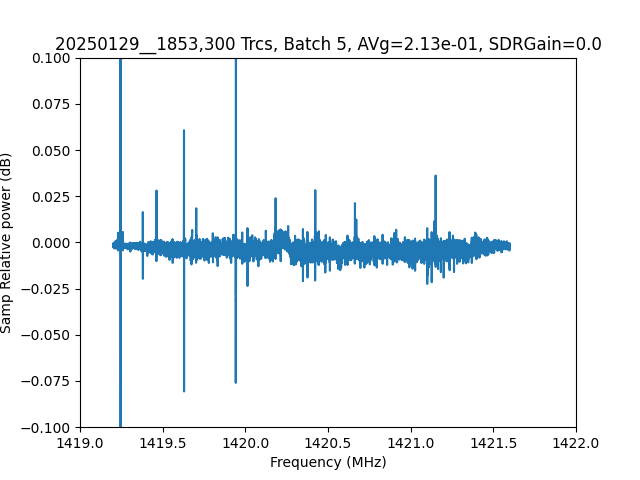 20250129__1853,300 Trcs, Batch 5, AVg=2.13e-01, SDRGain=0.0
0.100
0.075
0.050
0.025
0.000
−0.025
−0.050
−0.075
−0.100
Samp Relative power (dB)
1419.0 1419.5 1420.0 1420.5 1421.0 1421.5 1422.0
Frequency (MHz)